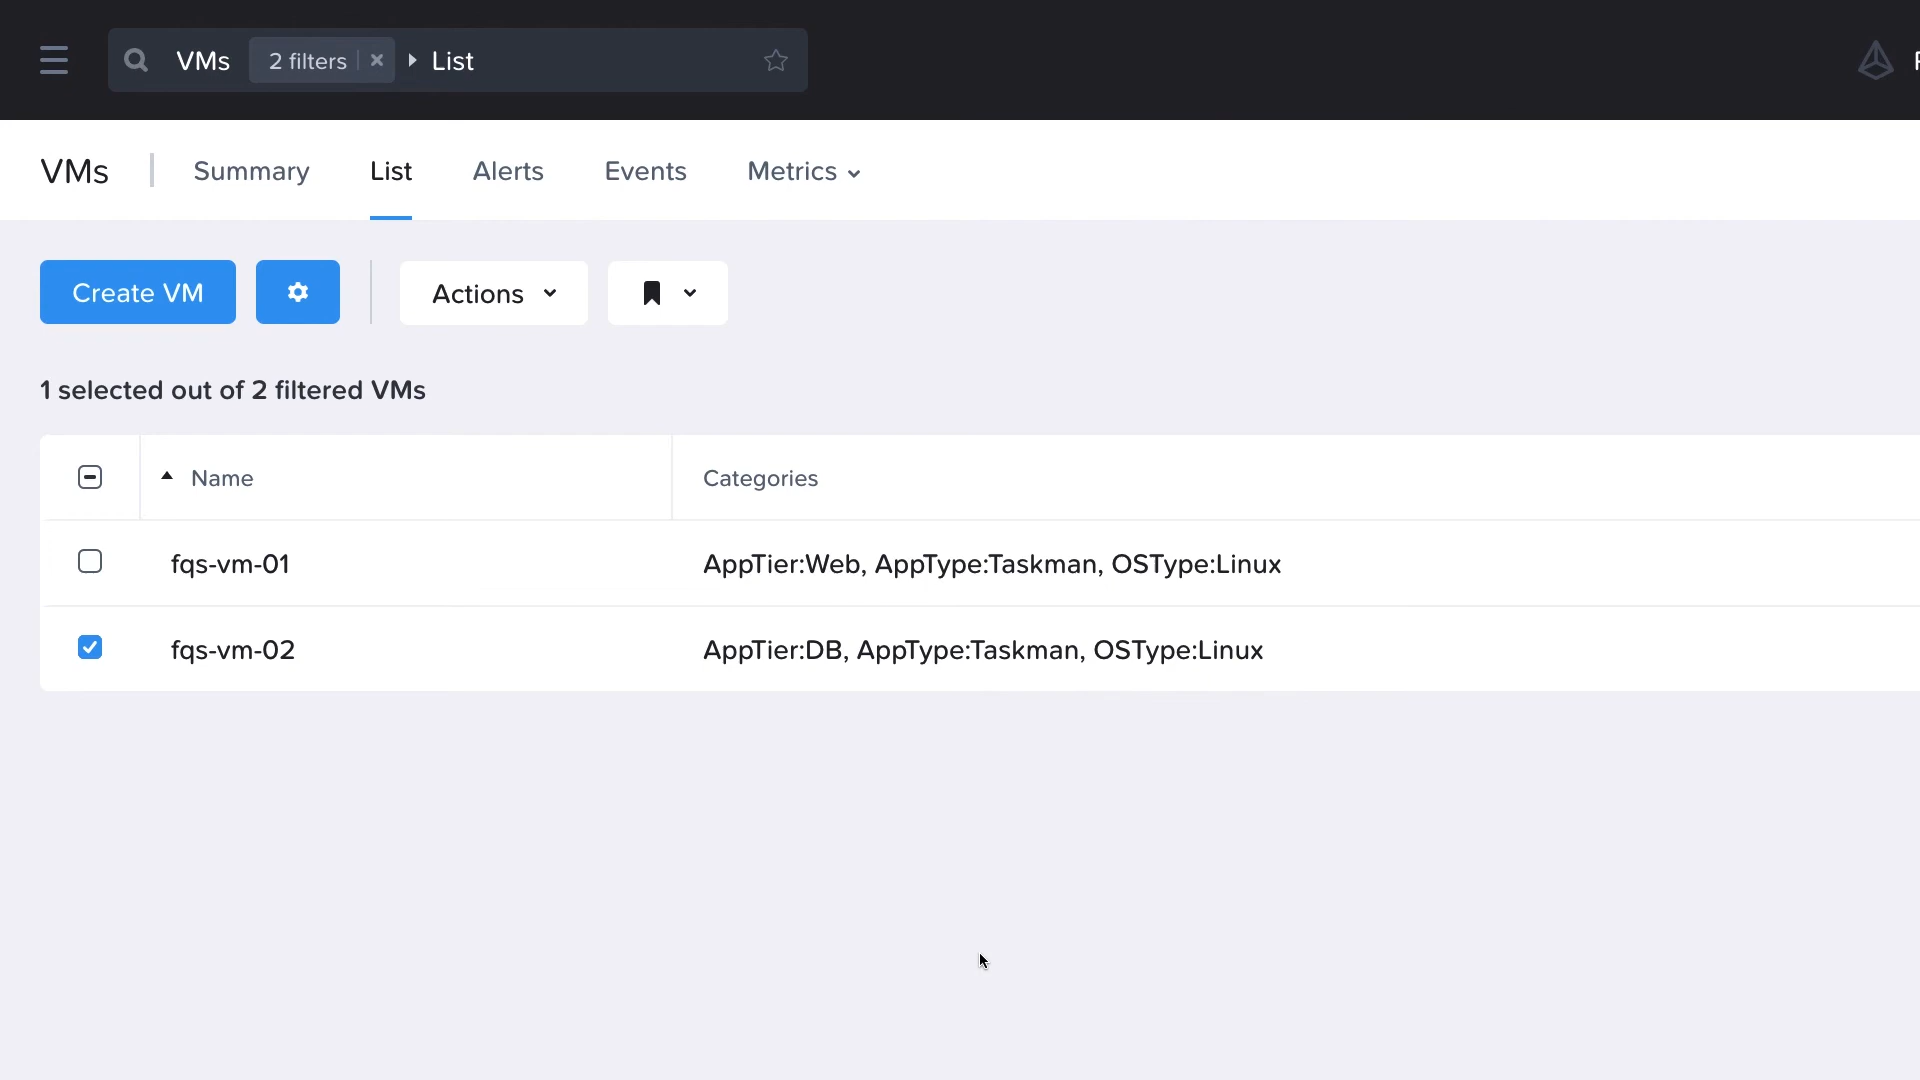 VMs 2 filters List
VMs Summary List Alerts Events Metrics
Create VM Actions
1 selected out of 2 filtered VMs
Name Categories
fqs-vm-01 AppTier:Web, AppType:Taskman, OSType:Linux
fqs-vm-02 AppTier:DB, AppType:Taskman, OSType:Linux